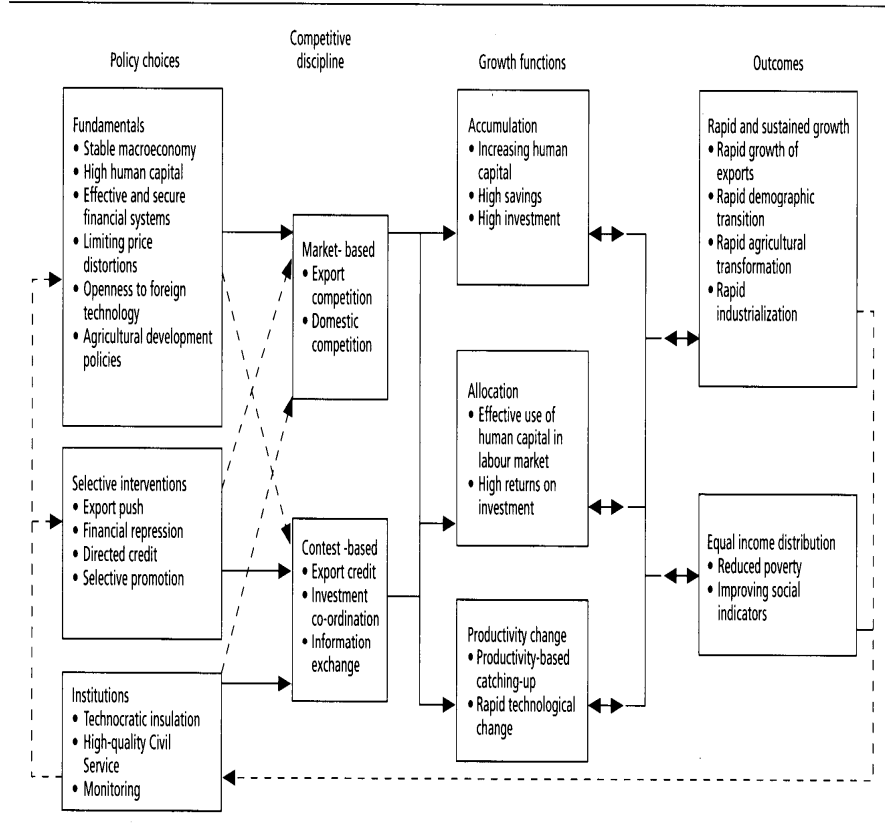 Policy choices
Competitive
discipline
Growth functions
Outcomes
Fundamentals
• Stable macroeconomy
• High human capital
• Effective and secure
financial systems
• Limiting price
distortions
• Openness to foreign
technology
• Agricultural development
policies
Selective interventions
• Export push
• Financial repression
• Directed credit
• Selective promotion
Institutions
• Technocratic insulation
• High-quality Civil
Service
• Monitoring
Market- based
• Export
competition
• Domestic
competition
Contest -based
• Export credit
• Investment
co-ordination
• Information
exchange
Accumulation
• Increasing human
capital
• High savings
• High investment
Allocation
• Effective use of
human capital in
labour market
• High returns on
investment
Productivity change
• Productivity-based
catching-up
• Rapid technological
change
Rapid and sustained growth
• Rapid growth of
exports
• Rapid demographic
transition
• Rapid agricultural
transformation
• Rapid
industrialization
Equal income distribution
• Reduced poverty
• Improving social
indicators